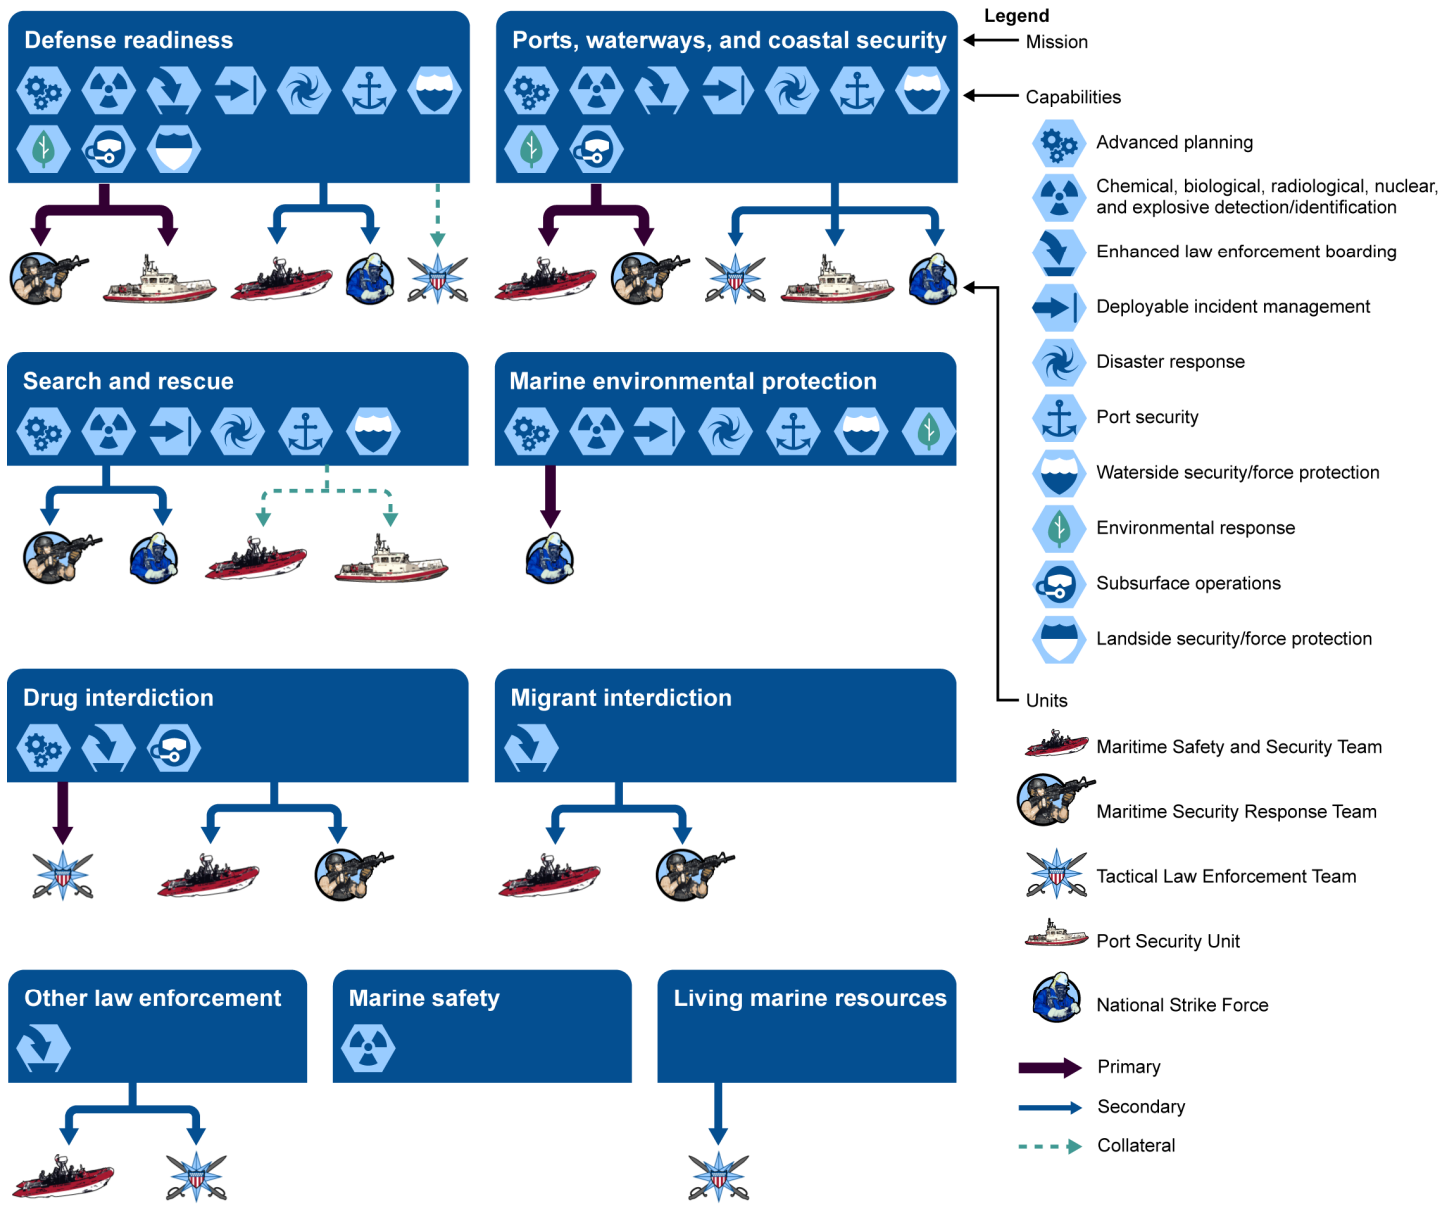 Legend
Defense readiness
Ports, waterways, and coastal security
Mission
Capabilities
Advanced planning
Chemical, biological, radiological, nuclear,
and explosive detection/identification
Enhanced law enforcement boarding
Deployable incident management
Disaster response
Port security
Waterside security/force protection
Environmental response
Subsurface operations
Landside security/force protection
Units
Maritime Safety and Security Team
Maritime Security Response Team
Tactical Law Enforcement Team
Port Security Unit
National Strike Force
Primary
Secondary
Collateral
Search and rescue
Marine environmental protection
Drug interdiction
Migrant interdiction
Other law enforcement
Marine safety
Living marine resources